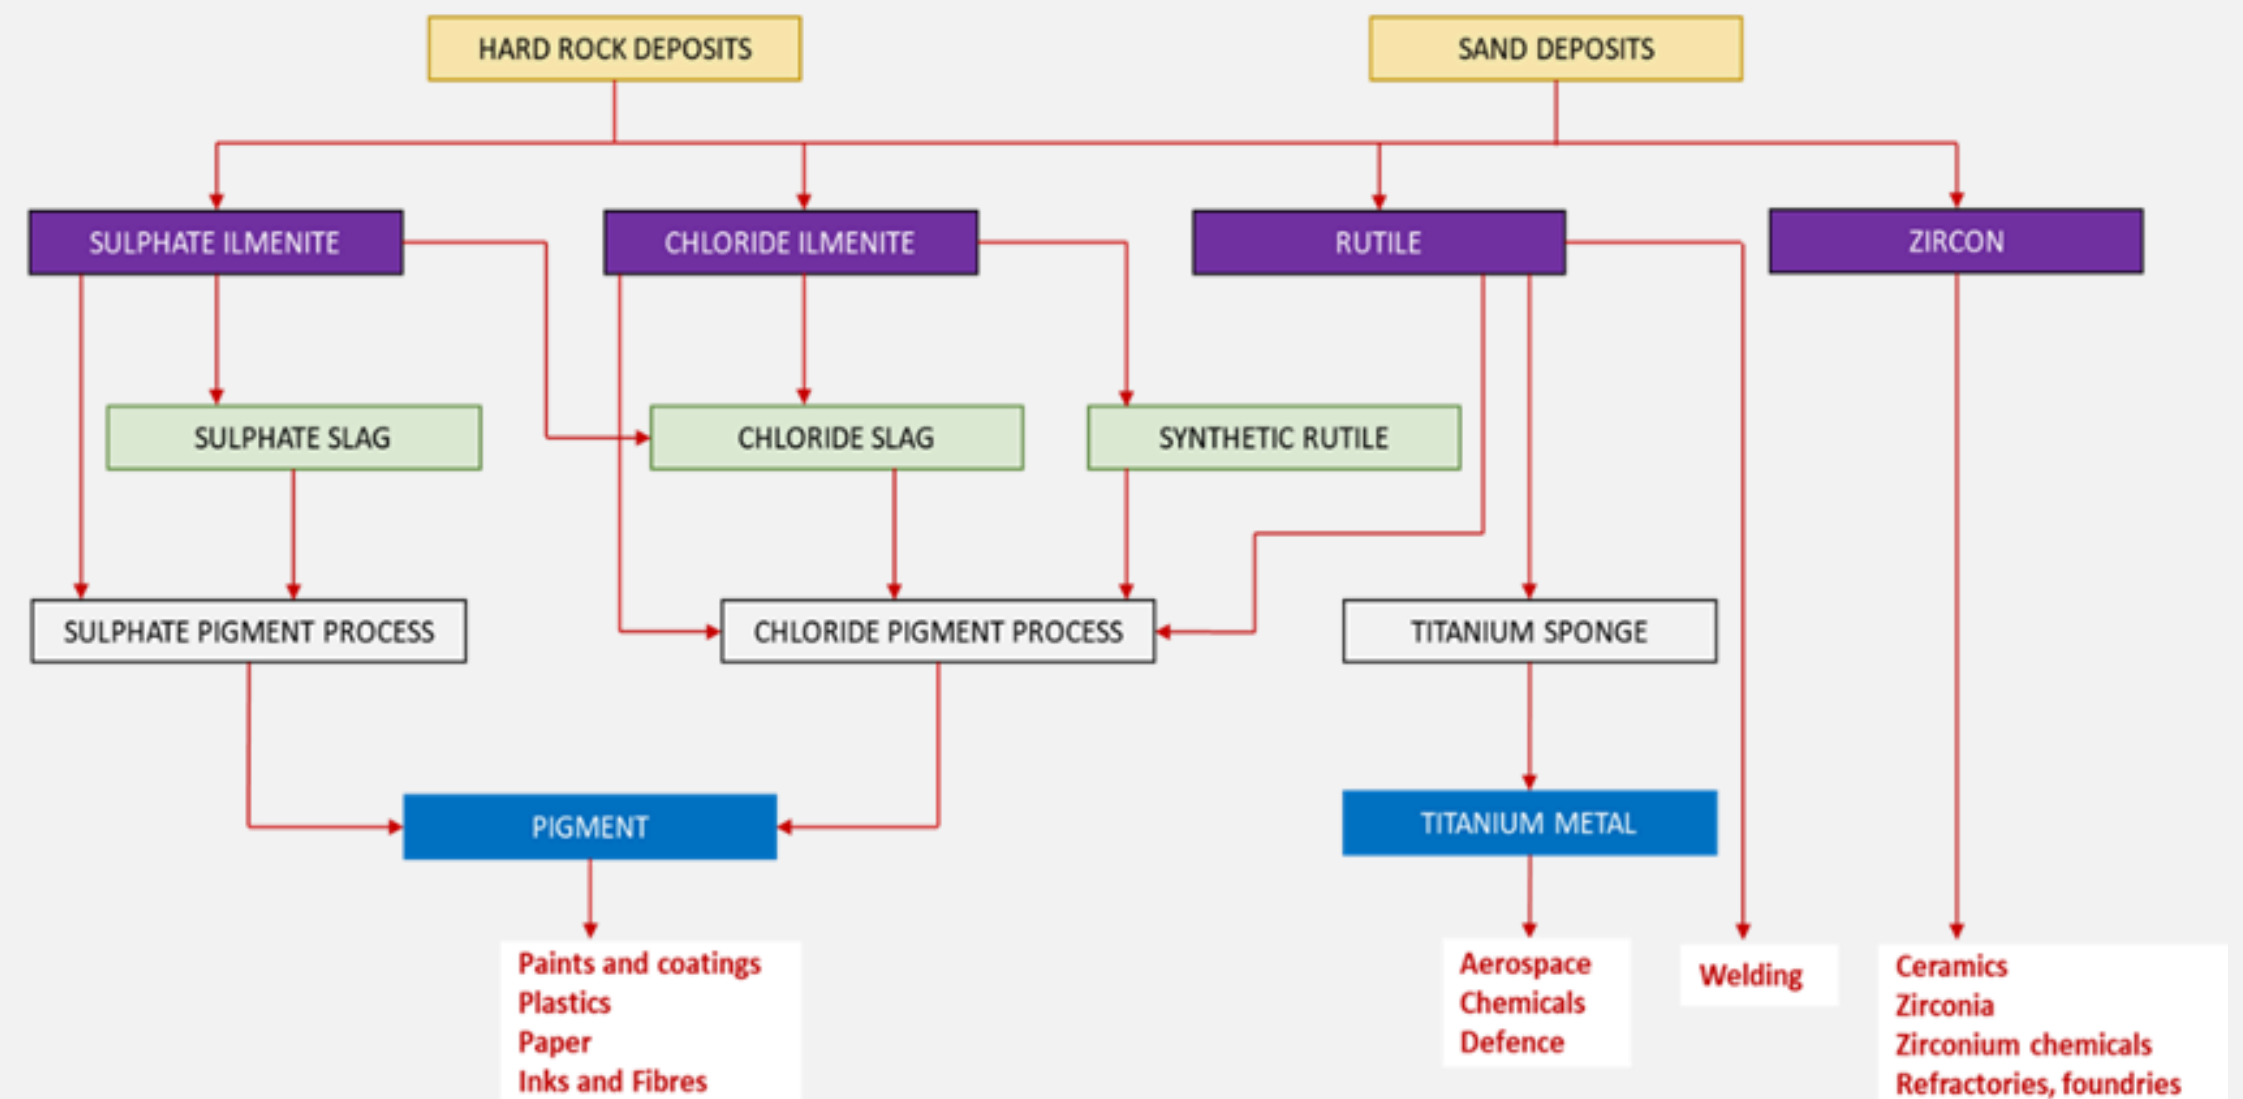 HARD ROCK DEPOSITS
SAND DEPOSITS
SULPHATE ILMENITE
CHLORIDE ILMENITE
RUTILE
ZIRCON
SULPHATE SLAG
CHLORIDE SLAG
SYNTHETIC RUTILE
SULPHATE PIGMENT PROCESS
CHLORIDE PIGMENT PROCESS
TITANIUM SPONGE
PIGMENT
TITANIUM METAL
Paints and coatings
Plastics
Paper
Inks and Fibres
Aerospace
Chemicals
Defence
Welding
Ceramics
Zirconia
Zirconium chemicals
Refractories, foundries